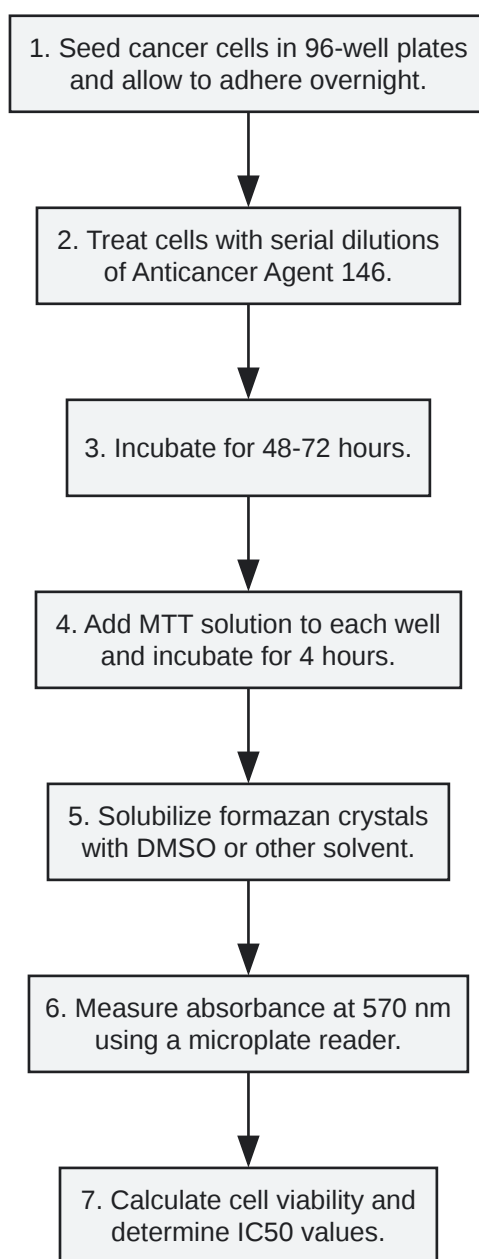 1. Seed cancer cells in 96-well plates
and allow to adhere overnight.
2. Treat cells with serial dilutions
of Anticancer Agent 146.
3. Incubate for 48-72 hours.
4. Add MTT solution to each well
and incubate for 4 hours.
5. Solubilize formazan crystals
with DMSO or other solvent.
6. Measure absorbance at 570 nm
using a microplate reader.
7. Calculate cell viability and
determine IC50 values.